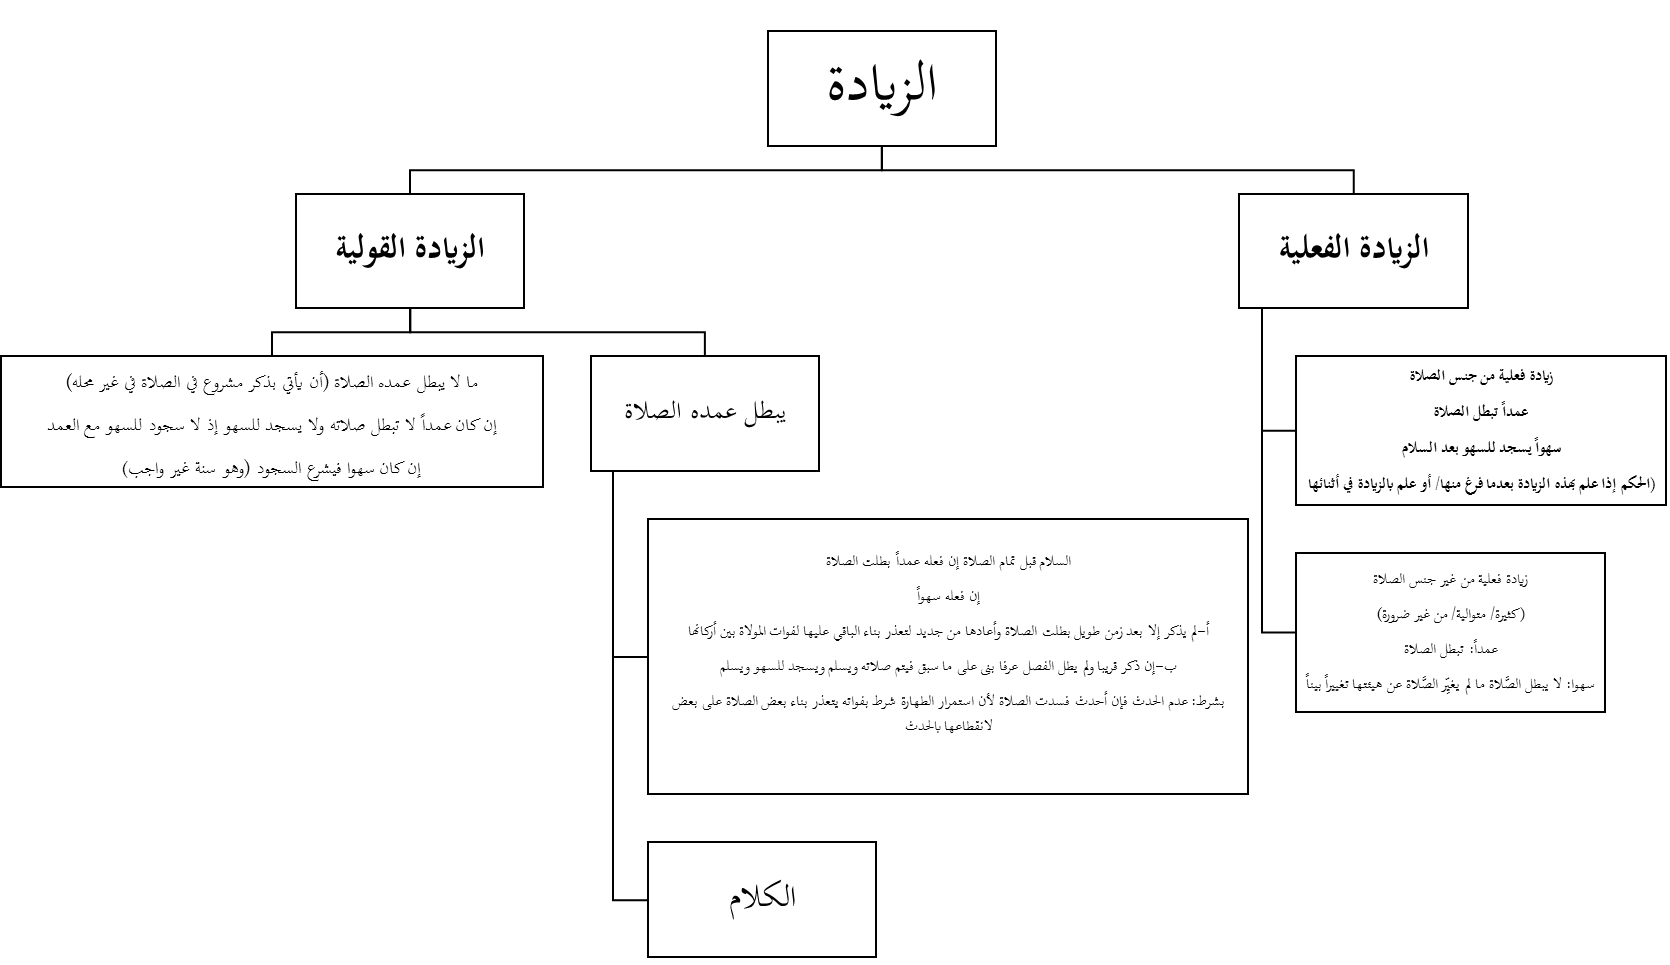 الزيادة
الزيادة الفعلية
زيادة فعلية من جنس الصلاة
عمداً تبطل الصلاة
سهواً يسجد للسهو بعد السلام
(الحكم إذا علم بهذه الزيادة بعدما فرغ منها/ أو علم بالزيادة في أثنائها
زيادة فعلية من غير جنس الصلاة
(كثيرة/ متوالية/ من غير ضرورة)
عمداً: تبطل الصلاة
سهوا: لا يبطل الصَّلاة ما لم يغيِّر الصَّلاة عن هيئتها تغييراً بيناً
الزيادة القولية
يبطل عمده الصلاة
السلام قبل تمام الصلاة إن فعله عمداً بطلت الصلاة
إن فعله سهواً
أ-لم يذكر إلا بعد زمن طويل بطلت الصلاة وأعادها من جديد لتعذر بناء الباقي عليها لفوات المولاة بين أركانها
ب-إن ذكر قريبا ولم يطل الفصل عرفا بنى على ما سبق فيتم صلاته ويسلم ويسجد للسهو ويسلم
بشرط: عدم الحدث فإن أحدث فسدت الصلاة لأن استمرار الطهارة شرط بفواته يتعذر بناء بعض الصلاة على بعض
لانقطاعها بالحدث
الكلام
ما لا يبطل عمده الصلاة (أن يأتي بذكر مشروع في الصلاة في غير محله)
إن كان عمداً لا تبطل صلاته ولا يسجد للسهو إذ لا سجود للسهو مع العمد
إن كان سهوا فيشرع السجود (وهو سنة غير واجب)